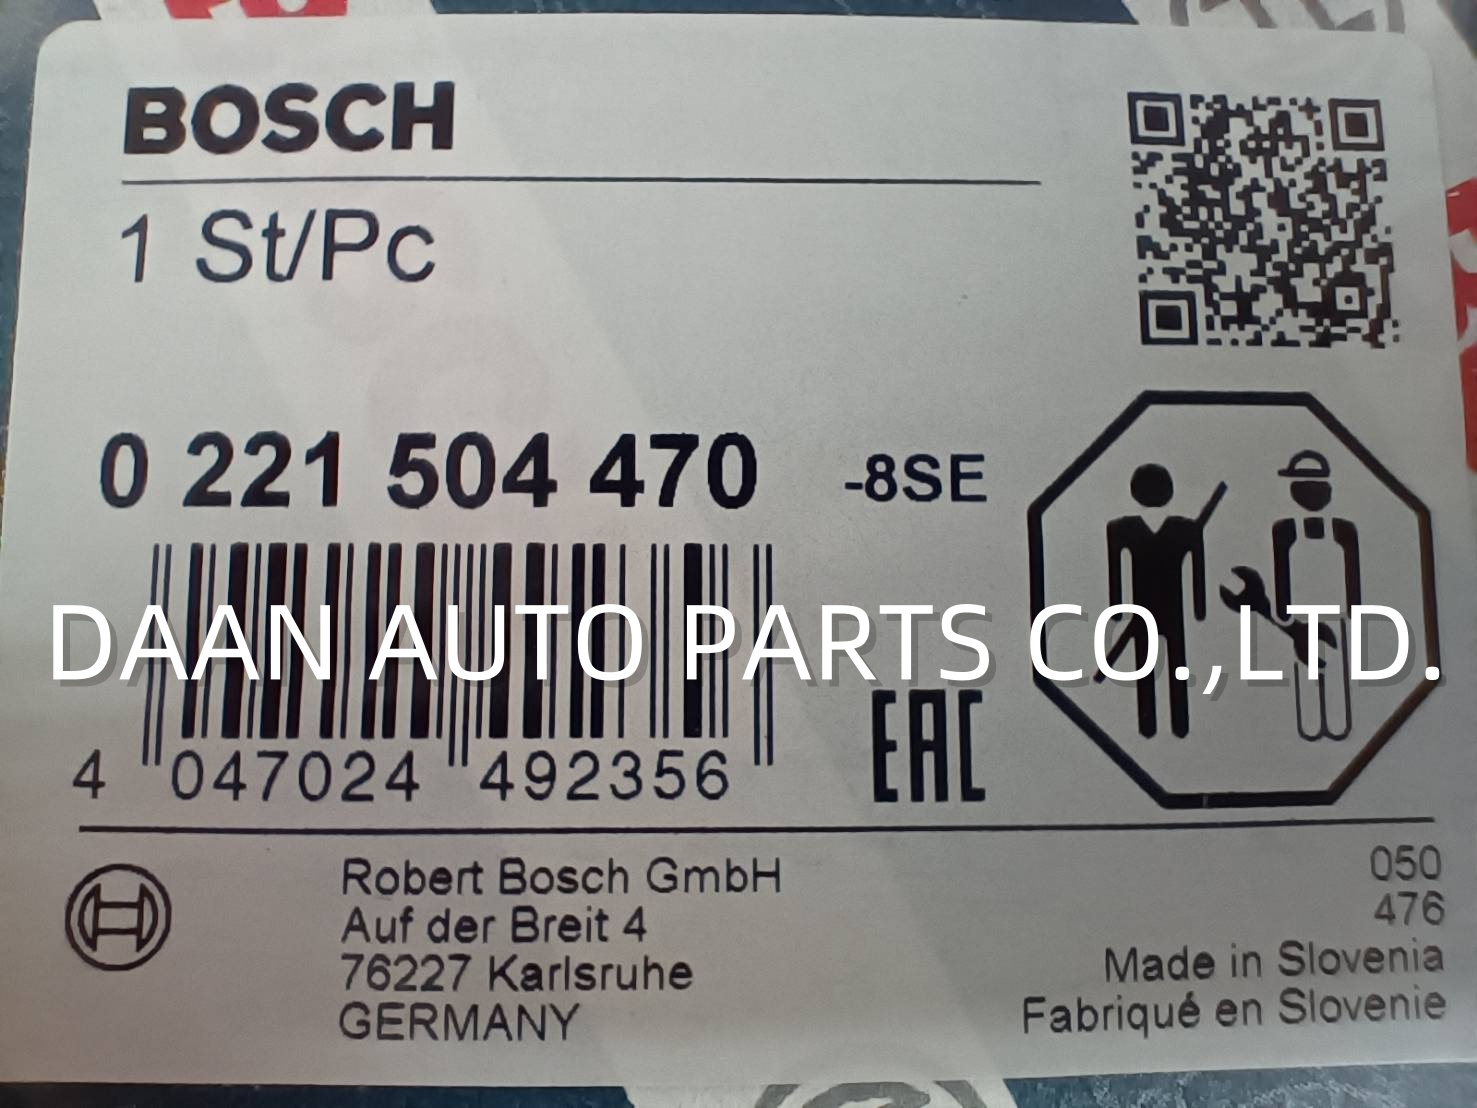 BOSCH
1 St/Pc
0 221 504 470 -8SE
DAAN AUTO PARTS CO.,LTD.
EAC
4 047024 492356
Robert Bosch GmbH
Auf der Breit 4
76227 Karlsruhe
GERMANY
050
476
Made in Slovenia
Fabriqué en Slovenie